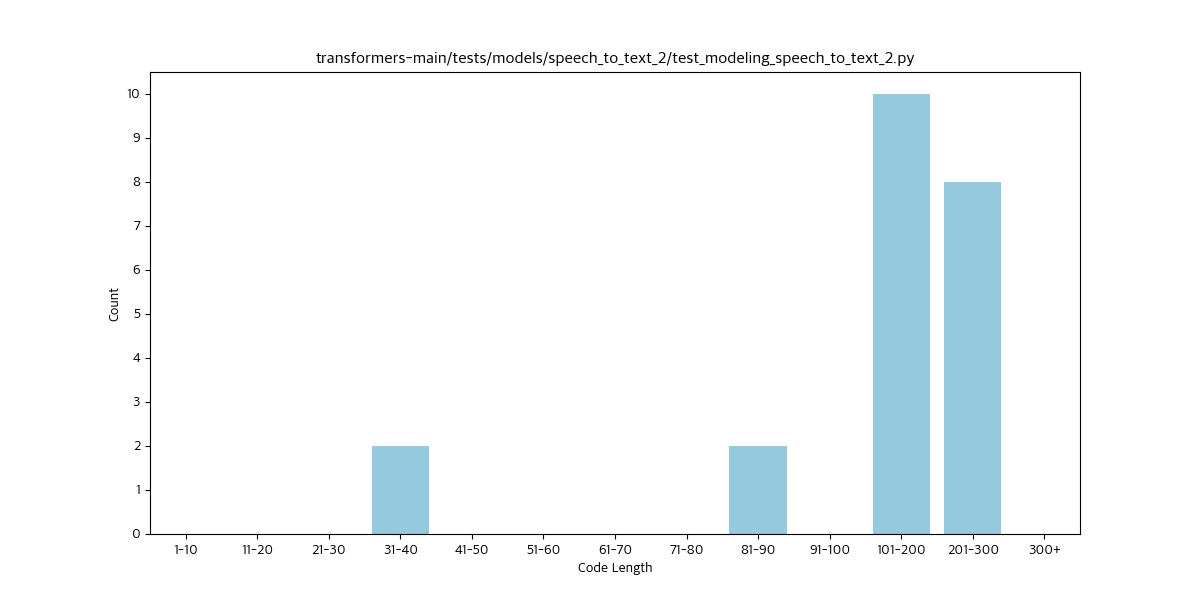 transformers-main/tests/models/speech_to_text_2/test_modeling_speech_to_text_2.py
10
9
8
7
6
5
4
3
2
1
0
Count
1-10 11-20 21-30 31-40 41-50 51-60 61-70 71-80 81-90 91-100 101-200 201-300 300+
Code Length